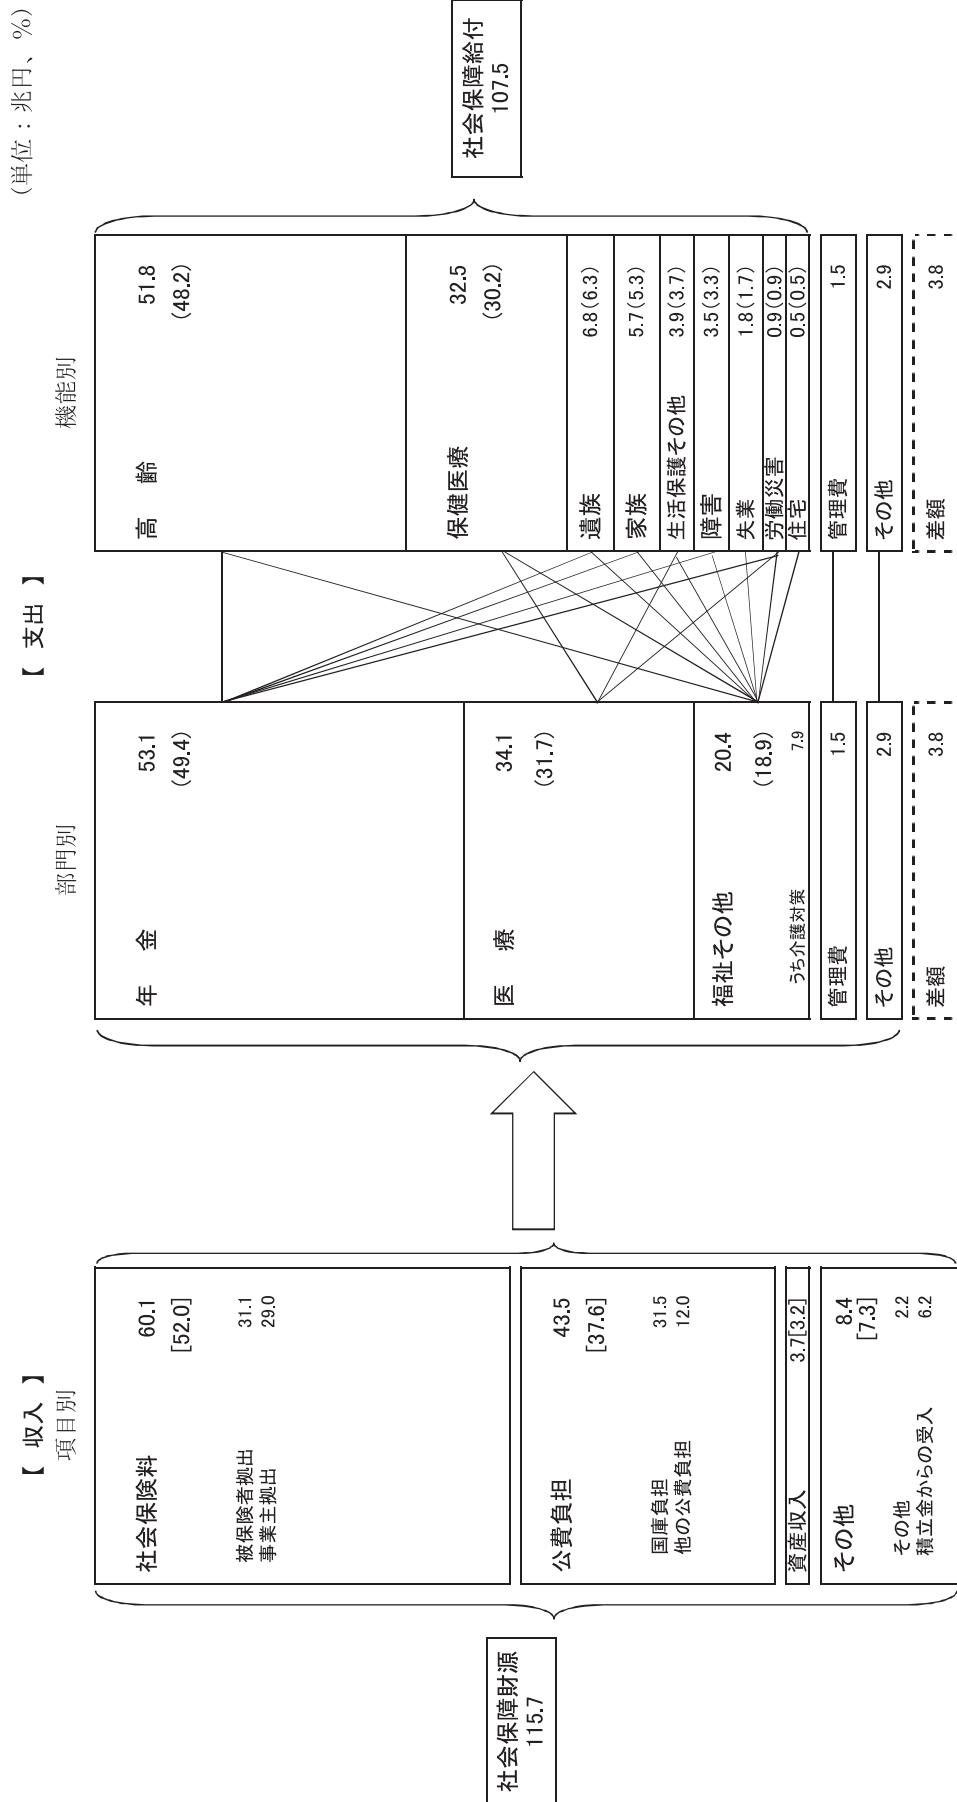 (単位：兆円、%)
【 収入 】
項目別
社会保障財源
115.7
社会保険料 60.1
[52.0]
被保険者拠出 31.1
事業主拠出 29.0
公費負担 43.5
[37.6]
国庫負担 31.5
他の公費負担 12.0
資産収入 3.7[3.2]
その他 8.4
[7.3]
その他 2.2
積立金からの受入 6.2
【 支出 】
部門別
年 金 53.1
(49.4)
医 療 34.1
(31.7)
福祉その他 20.4
(18.9)
うち介護対策 7.9
管理費 1.5
その他 2.9
差額 3.8
機能別
高 齢 51.8
(48.2)
保健医療 32.5
(30.2)
遺族 6.8(6.3)
家族 5.7(5.3)
生活保護その他 3.9(3.7)
障害 3.5(3.3)
失業 1.8(1.7)
労働災害 0.9(0.9)
住宅 0.5(0.5)
管理費 1.5
その他 2.9
差額 3.8
社会保障給付
107.5